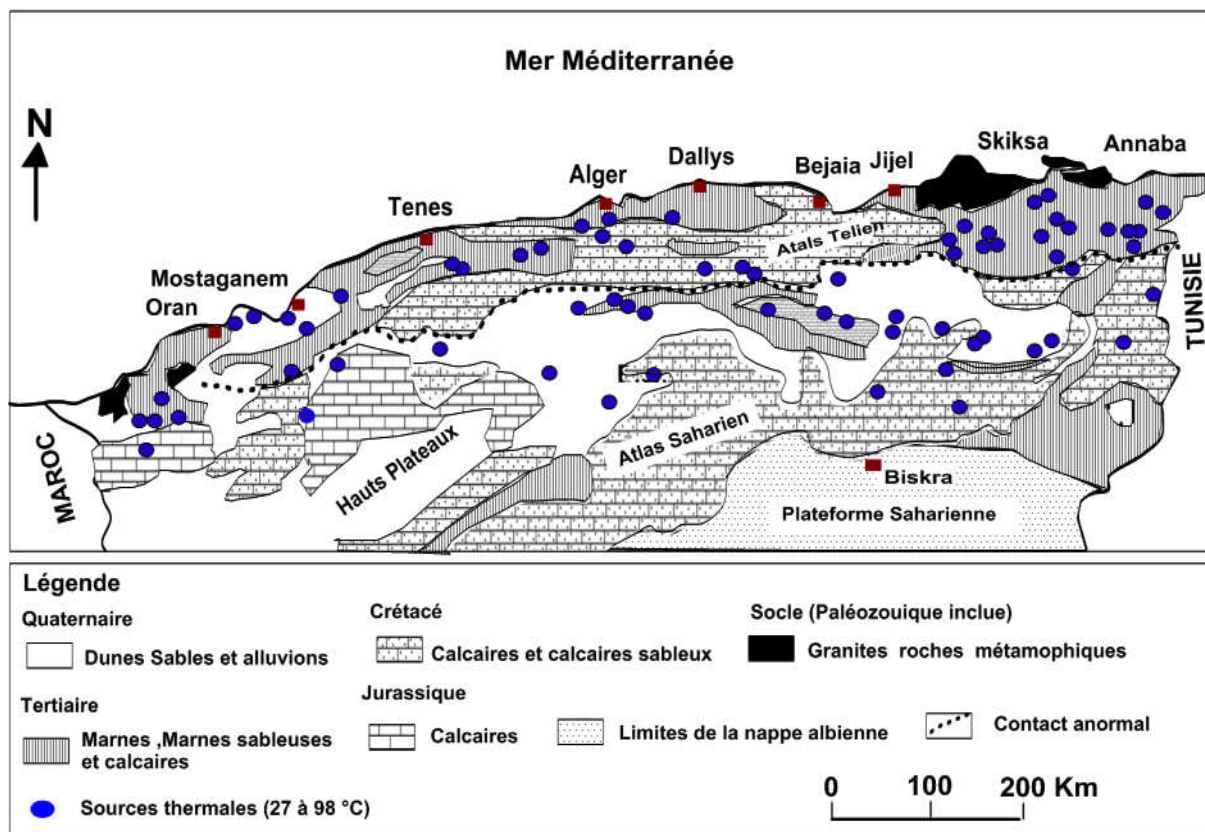 Mer Méditerranée
N
Skiksa
Annaba
Dallys
Bejaia
Jijel
Alger
Tenes
Atals Telien
Mostaganem
Oran
TUNISIE
MAROC
Hauts Plateaux
Atlas Saharien
Biskra
Plateforme Saharienne
Légende
Quaternaire
Dunes Sables et alluvions
Crétacé
Calcaires et calcaires sableux
Socle (Paléozouique inclue)
Granites roches métamophiques
Tertiaire
Marnes ,Marnes sableuses
et calcaires
Jurassique
Calcaires
Limites de la nappe albienne
Contact anormal
Sources thermales (27 à 98 °C)
0 100 200 Km